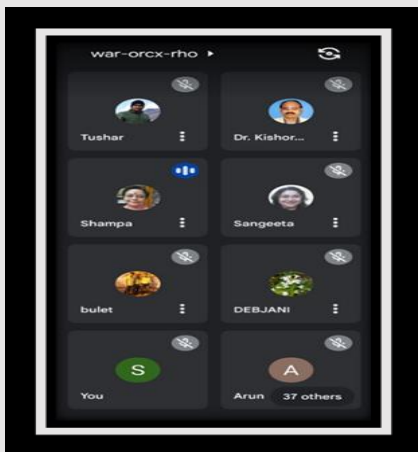 war-orcx-rho
Tushar
Dr. Kishor...
Shampa
Sangeeta
bulet
DEBJANI
S
You
A
Arun 37 others